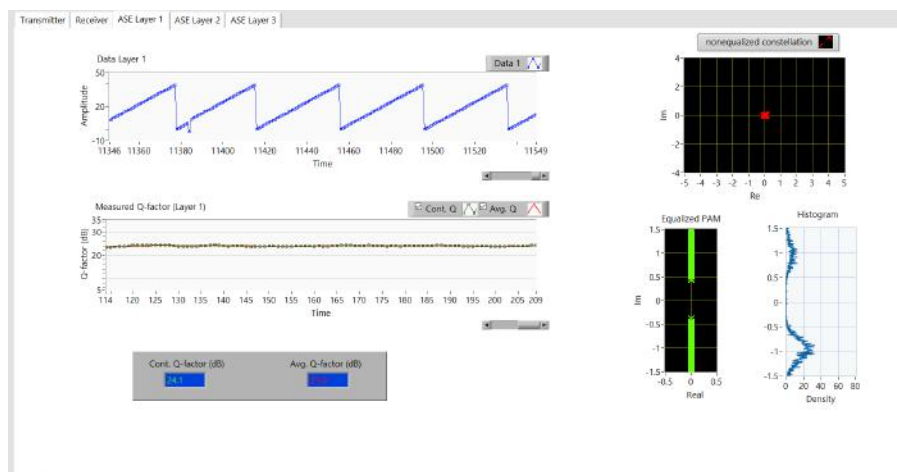 Transmitter Receiver ASE Layer 1 ASE Layer 2 ASE Layer 3
Data Layer 1
Data 1
Amplitude
50
20
-10
11346 11360 11380 11400 11420 11440 11460 11480 11500 11520 11549
Time
Measured Q-factor (Layer 1)
Cont. Q Avg. Q
Q-factor (dB)
35
20
5
114 120 125 130 135 140 145 150 155 160 165 170 175 180 185 190 195 200 205 209
Time
Cont. Q-factor (dB) Avg. Q-factor (dB)
24.1
nonequalized constellation
Im
4
2
0
-2
-4
-5 -4 -3 -2 -1 0 1 2 3 4 5
Re
Equalized PAM
Im
1.5
1
0.5
0
-0.5
-1
-1.5
-0.5 0 0.5
Real
Histogram
1.5
1
0.5
0
-0.5
-1
-1.5
0 20 40 60 80
Density